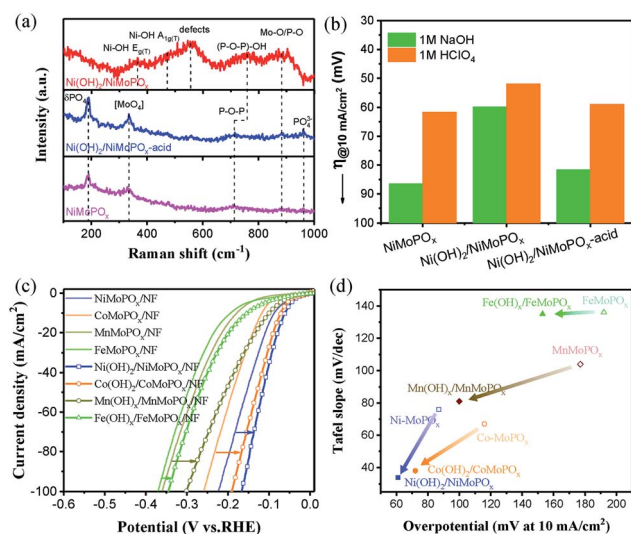 (a)
Ni-OH A1g(T) defects Mo-O/P-O
Ni-OH Eg(T) (P-O-P)-OH
Ni(OH)2/NiMoPOx
δPO4 [MoO4] P-O-P PO43-
Ni(OH)2/NiMoPOx-acid
NiMoPOx
Intensity (a.u.)
200 400 600 800 1000
Raman shift (cm-1)
(b)
1M NaOH
1M HClO4
η@10 mA/cm2 (mV)
30
40
50
60
70
80
90
100
NiMoPOx
Ni(OH)2/NiMoPOx
Ni(OH)2/NiMoPOx-acid
(c)
NiMoPOx/NF
CoMoPOx/NF
MnMoPOx/NF
FeMoPOx/NF
Ni(OH)2/NiMoPOx/NF
Co(OH)2/CoMoPOx/NF
Mn(OH)x/MnMoPOx/NF
Fe(OH)x/FeMoPOx/NF
Current density (mA/cm2)
0
-20
-40
-60
-80
-100
-0.4 -0.3 -0.2 -0.1 0.0
Potential (V vs.RHE)
(d)
Fe(OH)x/FeMoPOx FeMoPOx
MnMoPOx
Mn(OH)x/MnMoPOx
Ni-MoPOx
Co-MoPOx
Co(OH)2/CoMoPOx
Ni(OH)2/NiMoPOx
Tafel slope (mV/dec)
140
120
100
80
60
40
60 80 100 120 140 160 180 200
Overpotential (mV at 10 mA/cm2)